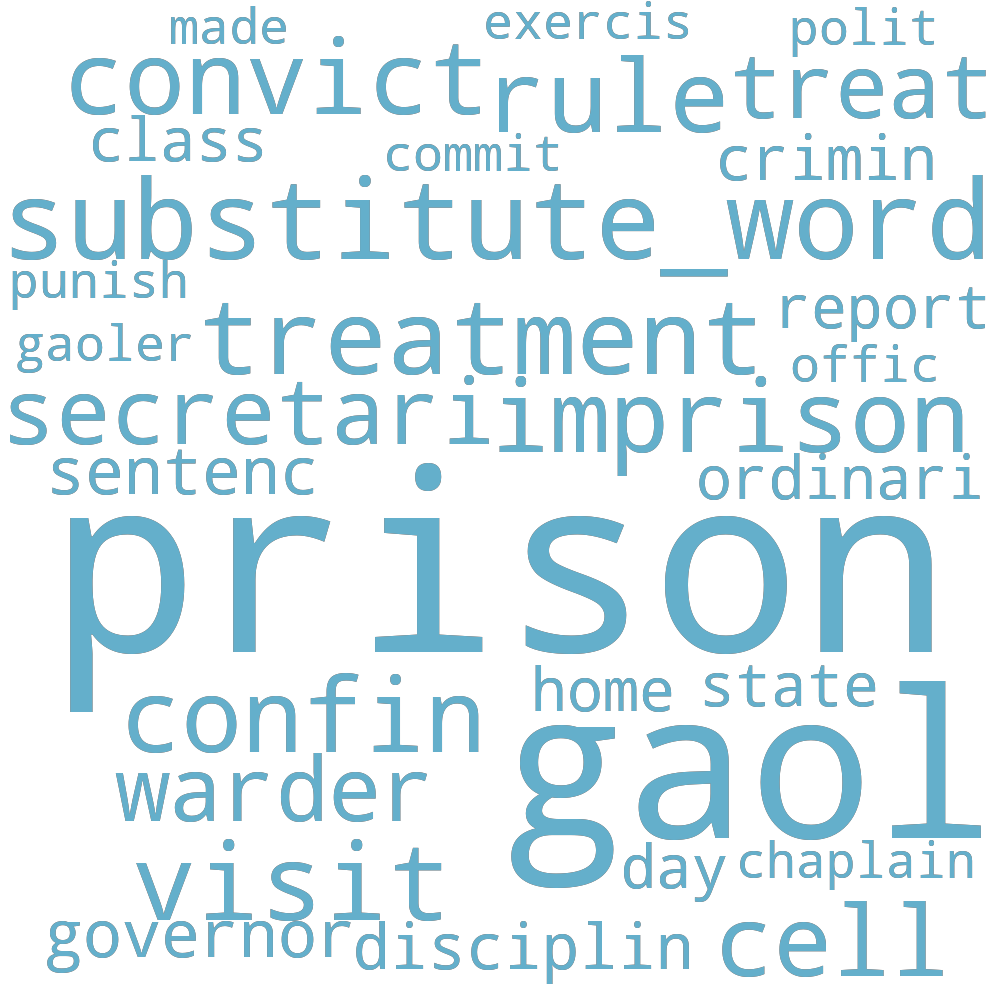 made exercis polit
convict rule treat
class commit crimin
substitute_word
punish report
gaoler treatment offic
secretari imprison
sentenc ordinari
prison
confin home state
warder gaol
visit day chaplain
governor disciplin cell